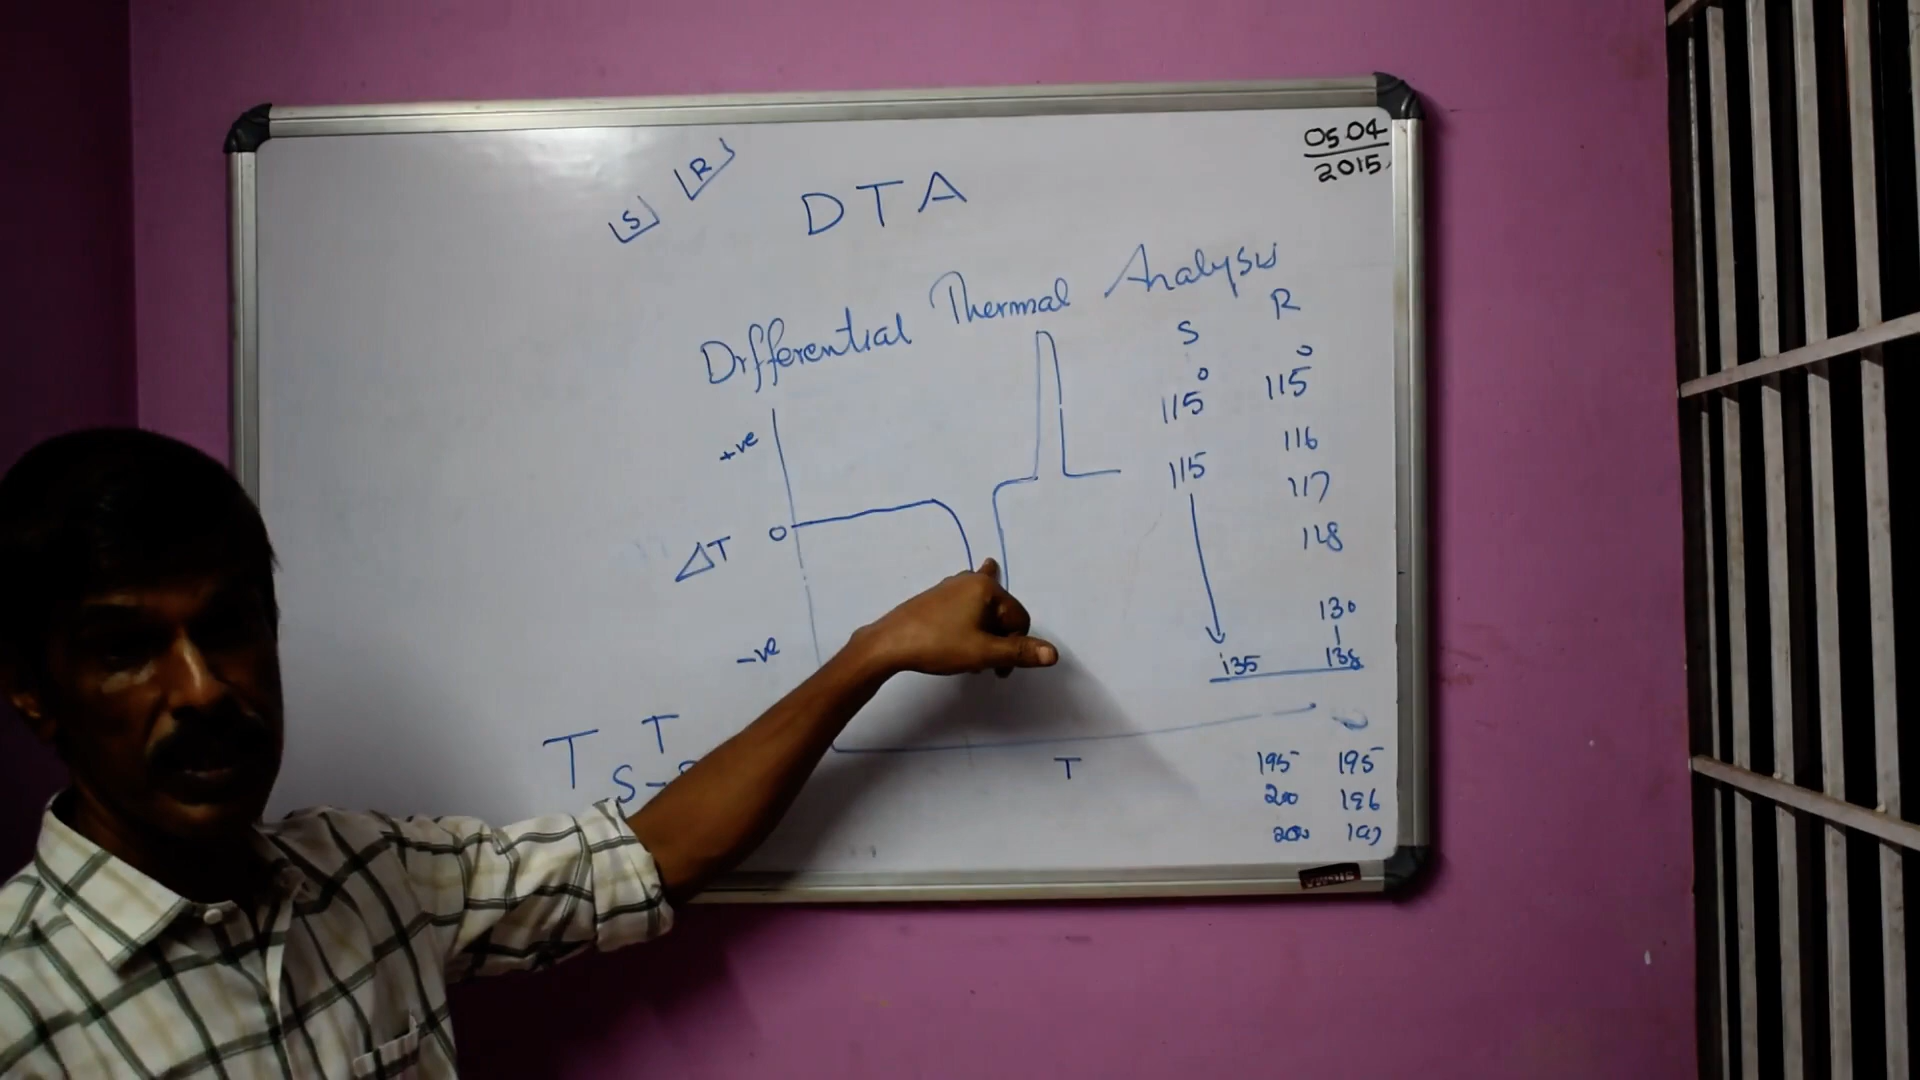 05.04
2015
S R
DTA
Differential Thermal Analysis
S R
115° 115°
116
115
117
118
130
135 138
+ve
ΔT 0
-ve
T
T T
S-
195 195
200 196
200 197